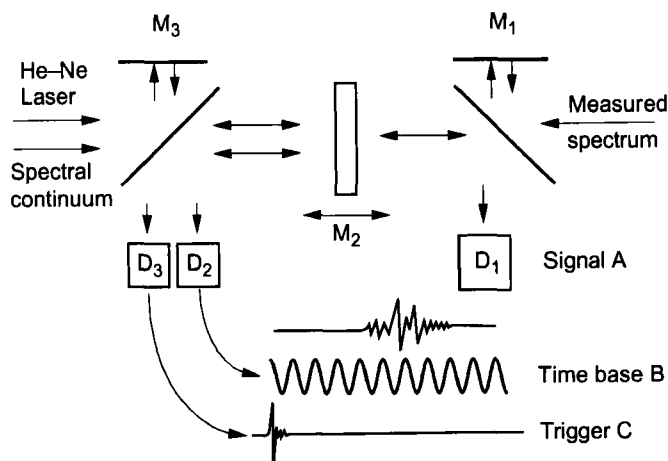 M3
M1
He–Ne
Laser
Measured
spectrum
Spectral
continuum
M2
D3
D2
D1
Signal A
Time base B
Trigger C